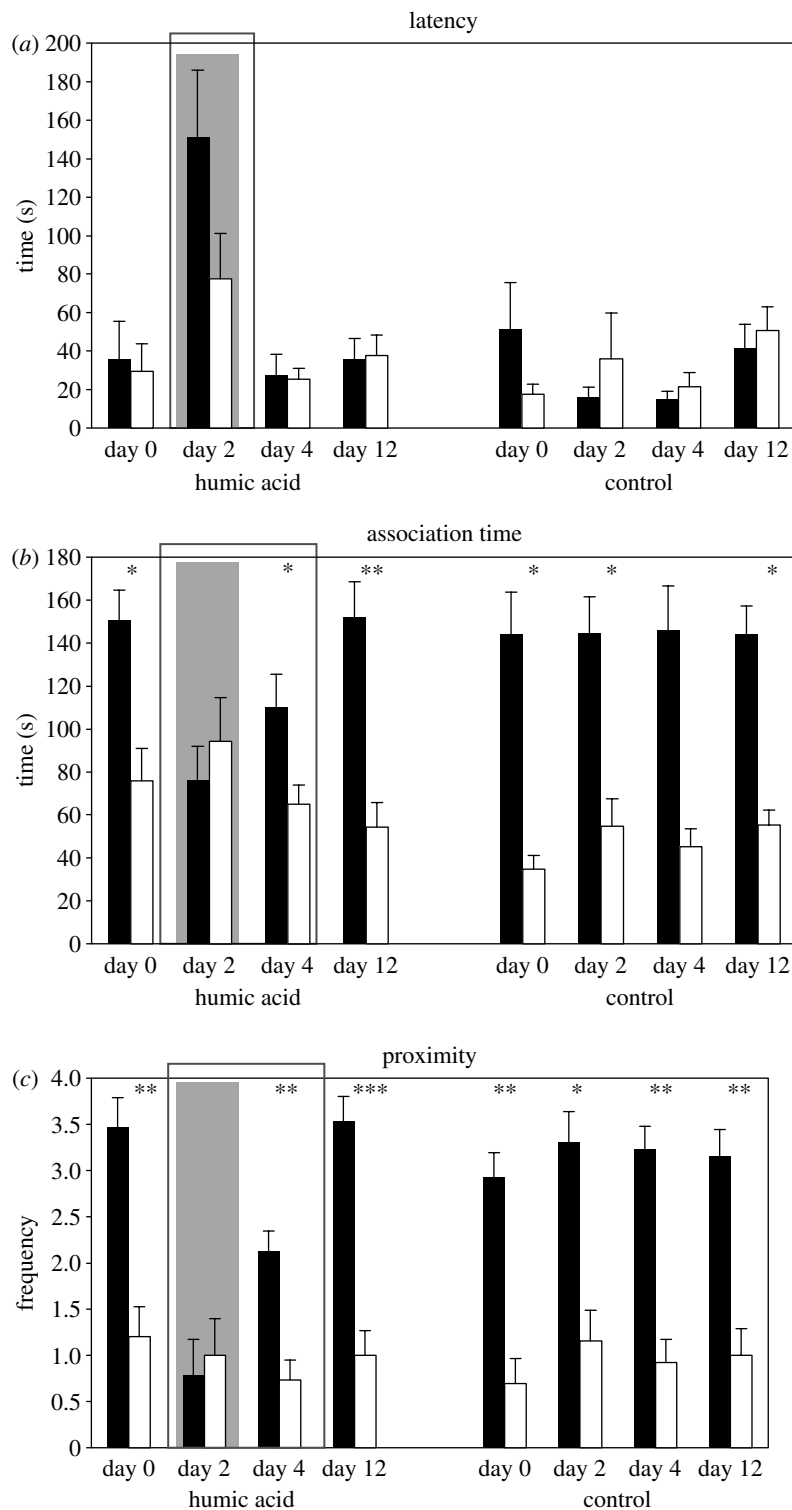 (a)
latency
200
180
160
140
120
100
80
60
40
20
0
time (s)
day 0 day 2 day 4 day 12 day 0 day 2 day 4 day 12
humic acid control
(b)
association time
180
160
140
120
100
80
60
40
20
0
time (s)
* * ** * * *
day 0 day 2 day 4 day 12 day 0 day 2 day 4 day 12
humic acid control
(c)
proximity
4.0
3.5
3.0
2.5
2.0
1.5
1.0
0.5
0
frequency
** ** *** ** * ** **
day 0 day 2 day 4 day 12 day 0 day 2 day 4 day 12
humic acid control